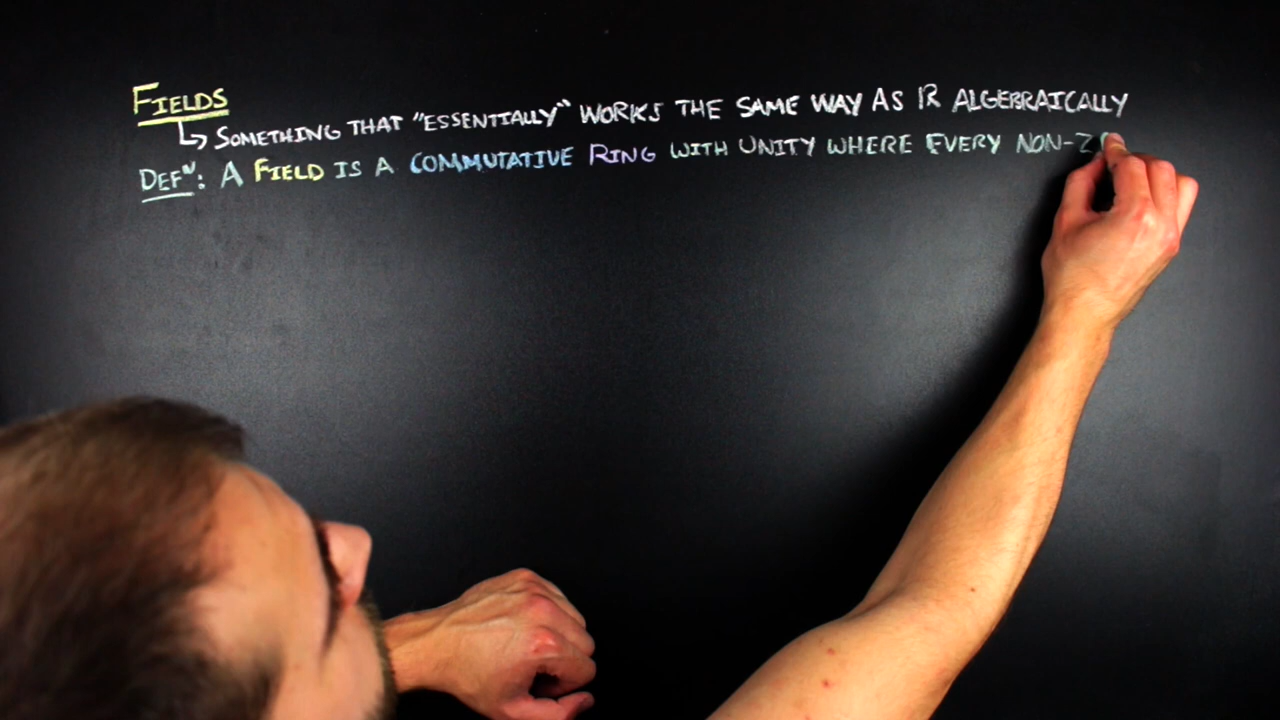 FIELDS
↳ SOMETHING THAT "ESSENTIALLY" WORKS THE SAME WAY AS ℝ ALGEBRAICALLY
DEFᴺ: A FIELD IS A COMMUTATIVE RING WITH UNITY WHERE EVERY NON-Z